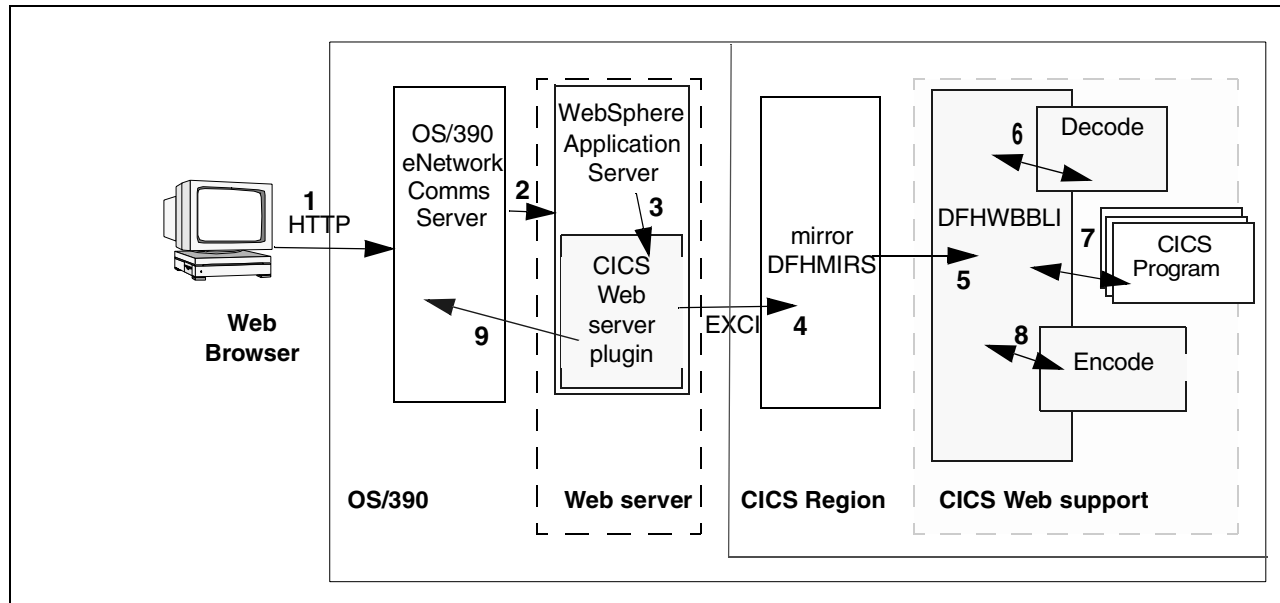 1
HTTP
Web
Browser
OS/390
eNetwork
Comms
Server
2
WebSphere
Application
Server
3
CICS
Web
server
plugin
9
EXCI
4
mirror
DFHMIRS
5
DFHWBBLI
6
Decode
7
CICS
Program
8
Encode
OS/390
Web server
CICS Region
CICS Web support